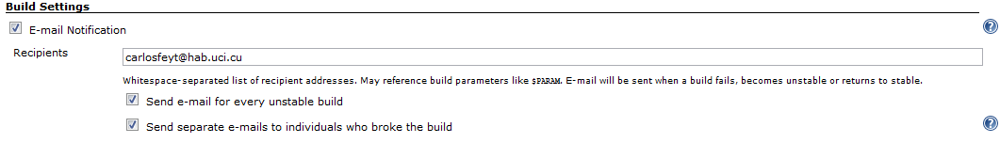 Build Settings
E-mail Notification
Recipients
carlosfeyt@hab.uci.cu
Whitespace-separated list of recipient addresses. May reference build parameters like $PARAM. E-mail will be sent when a build fails, becomes unstable or returns to stable.
Send e-mail for every unstable build
Send separate e-mails to individuals who broke the build